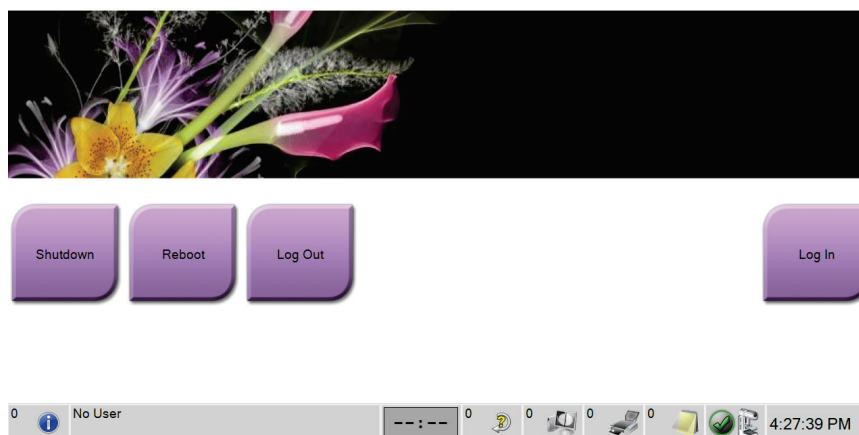 Shutdown
Reboot
Log Out
Log In
0
No User
--:--
0
0
0
0
4:27:39 PM